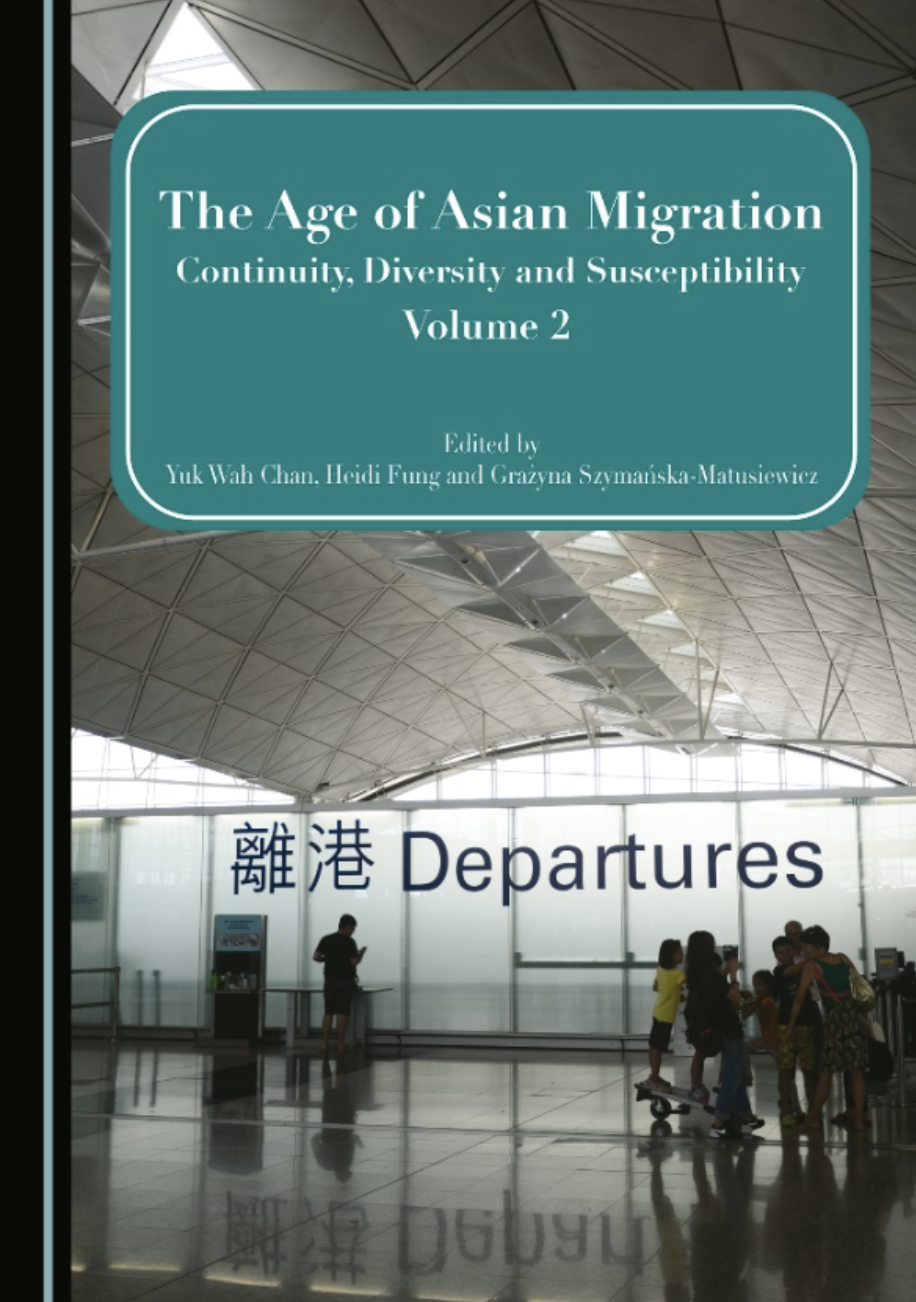 The Age of Asian Migration
Continuity, Diversity and Susceptibility
Volume 2
Edited by
Yuk Wah Chan, Heidi Fung and Grażyna Szymańska-Matusiewicz
離港 Departures